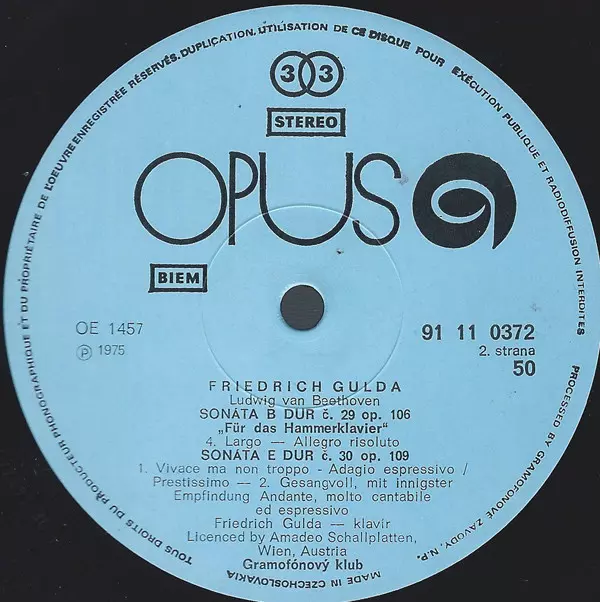 TOUS DROITS DU PRODUCTEUR PHONOGRAPHIQUE ET DU PROPRIÉTAIRE DE L'OEUVRE ENREGISTRÉE RÉSERVÉS. DUPLICATION, UTILISATION DE CE DISQUE POUR EXÉCUTION PUBLIQUE ET RADIODIFFUSION INTERDITES
33
STEREO
OPUS
BIEM
OE 1457
℗ 1975
91 11 0372
2. strana
50
FRIEDRICH GULDA
Ludwig van Beethoven
SONÁTA B DUR č. 29 op. 106
„Für das Hammerklavier“
4. Largo — Allegro risoluto
SONÁTA E DUR č. 30 op. 109
1. Vivace ma non troppo - Adagio espressivo /
Prestissimo — 2. Gesangvoll, mit innigster
Empfindung Andante, molto cantabile
ed espressivo
Friedrich Gulda — klavír
Licenced by Amadeo Schallplatten,
Wien, Austria
Gramofónový klub
MADE IN CZECHOSLOVAKIA
PROCESSED BY GRAMOFONOVÉ ZÁVODY, N.P.